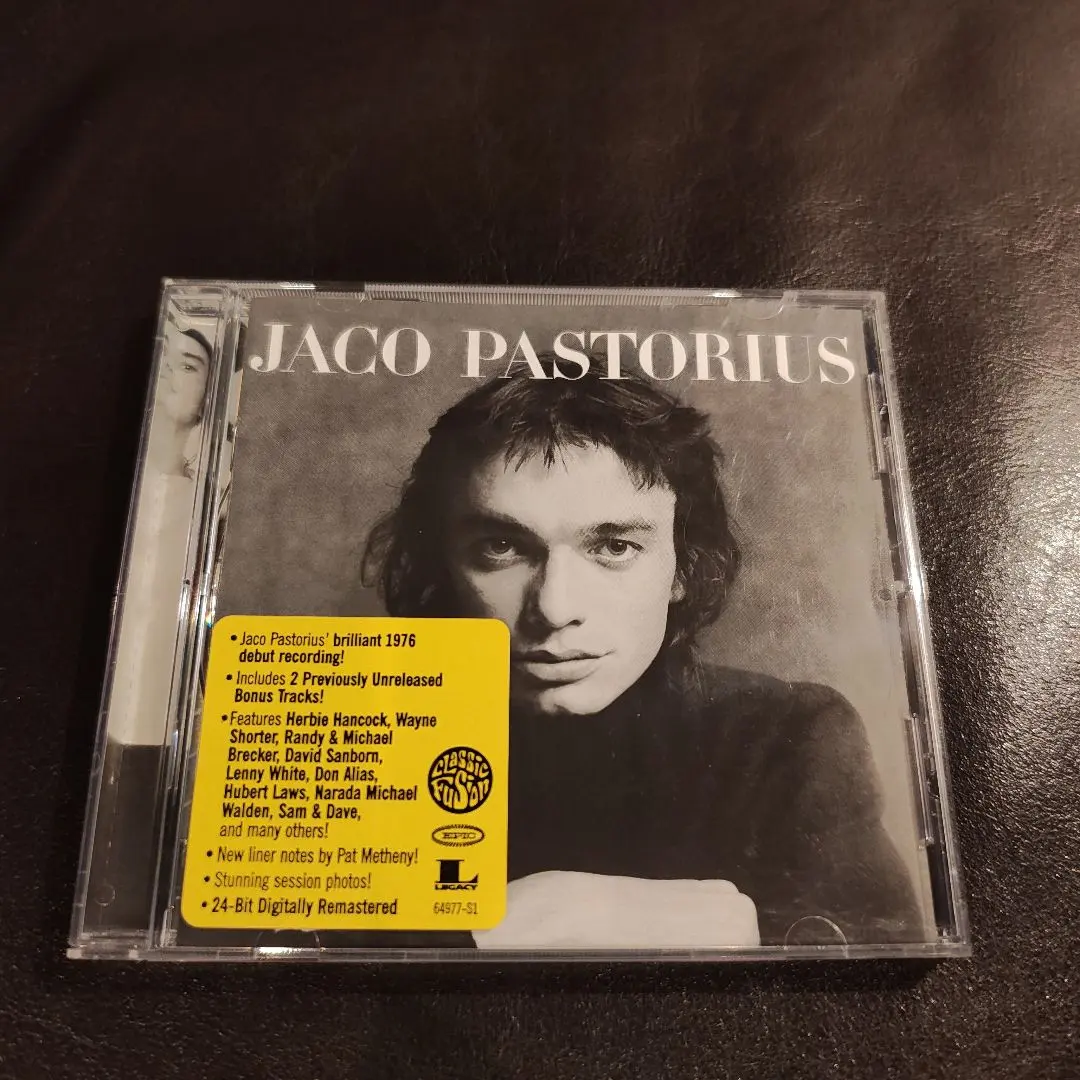 JACO PASTORIUS
• Jaco Pastorius' brilliant 1976
debut recording!
• Includes 2 Previously Unreleased
Bonus Tracks!
• Features Herbie Hancock, Wayne
Shorter, Randy & Michael
Brecker, David Sanborn,
Lenny White, Don Alias,
Hubert Laws, Narada Michael
Walden, Sam & Dave,
and many others!
• New liner notes by Pat Metheny!
• Stunning session photos!
• 24-Bit Digitally Remastered
CLASSIC
FUSION
EPIC
L
LEGACY
64977-S1